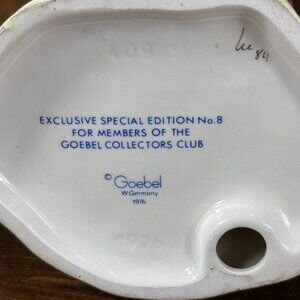 409
EXCLUSIVE SPECIAL EDITION No.8
FOR MEMBERS OF THE
GOEBEL COLLECTORS CLUB
© Goebel
W.Germany
1976
1976